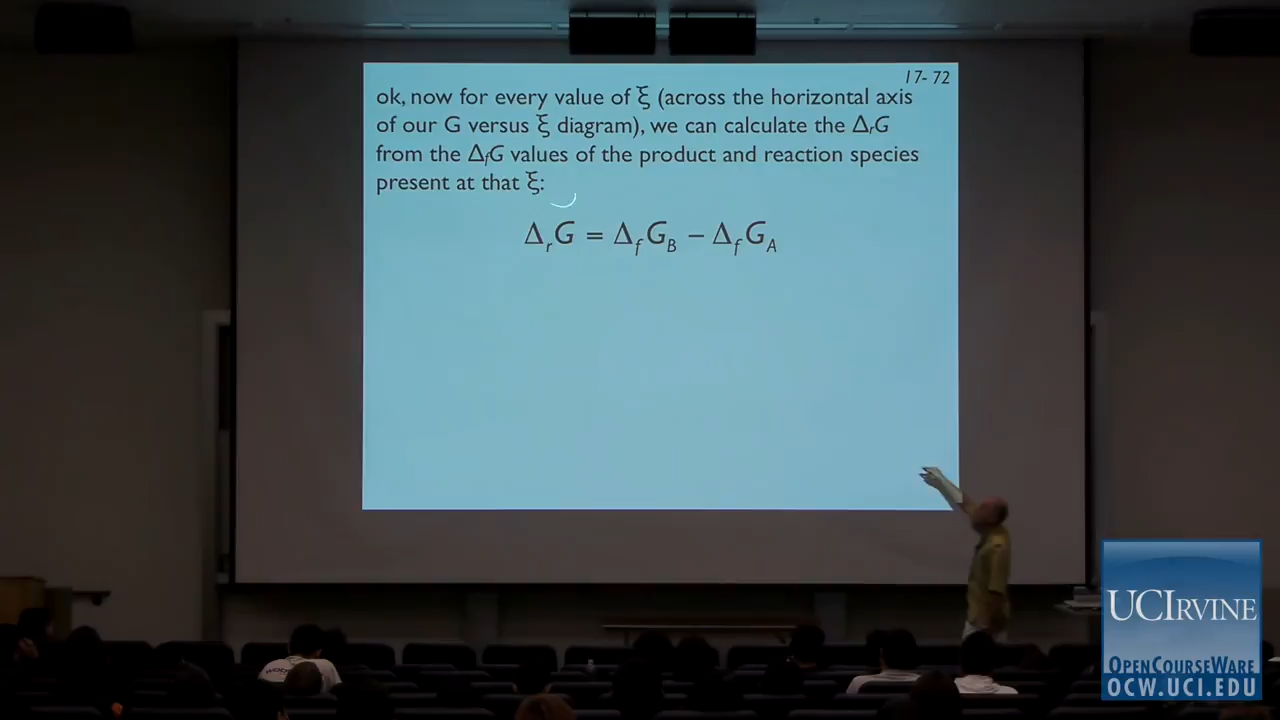 17- 72
ok, now for every value of ξ (across the horizontal axis
of our G versus ξ diagram), we can calculate the ΔrG
from the ΔfG values of the product and reaction species
present at that ξ:
ΔrG = ΔfGB − ΔfGA
UCIRVINE
OPENCOURSEWARE
OCW.UCI.EDU